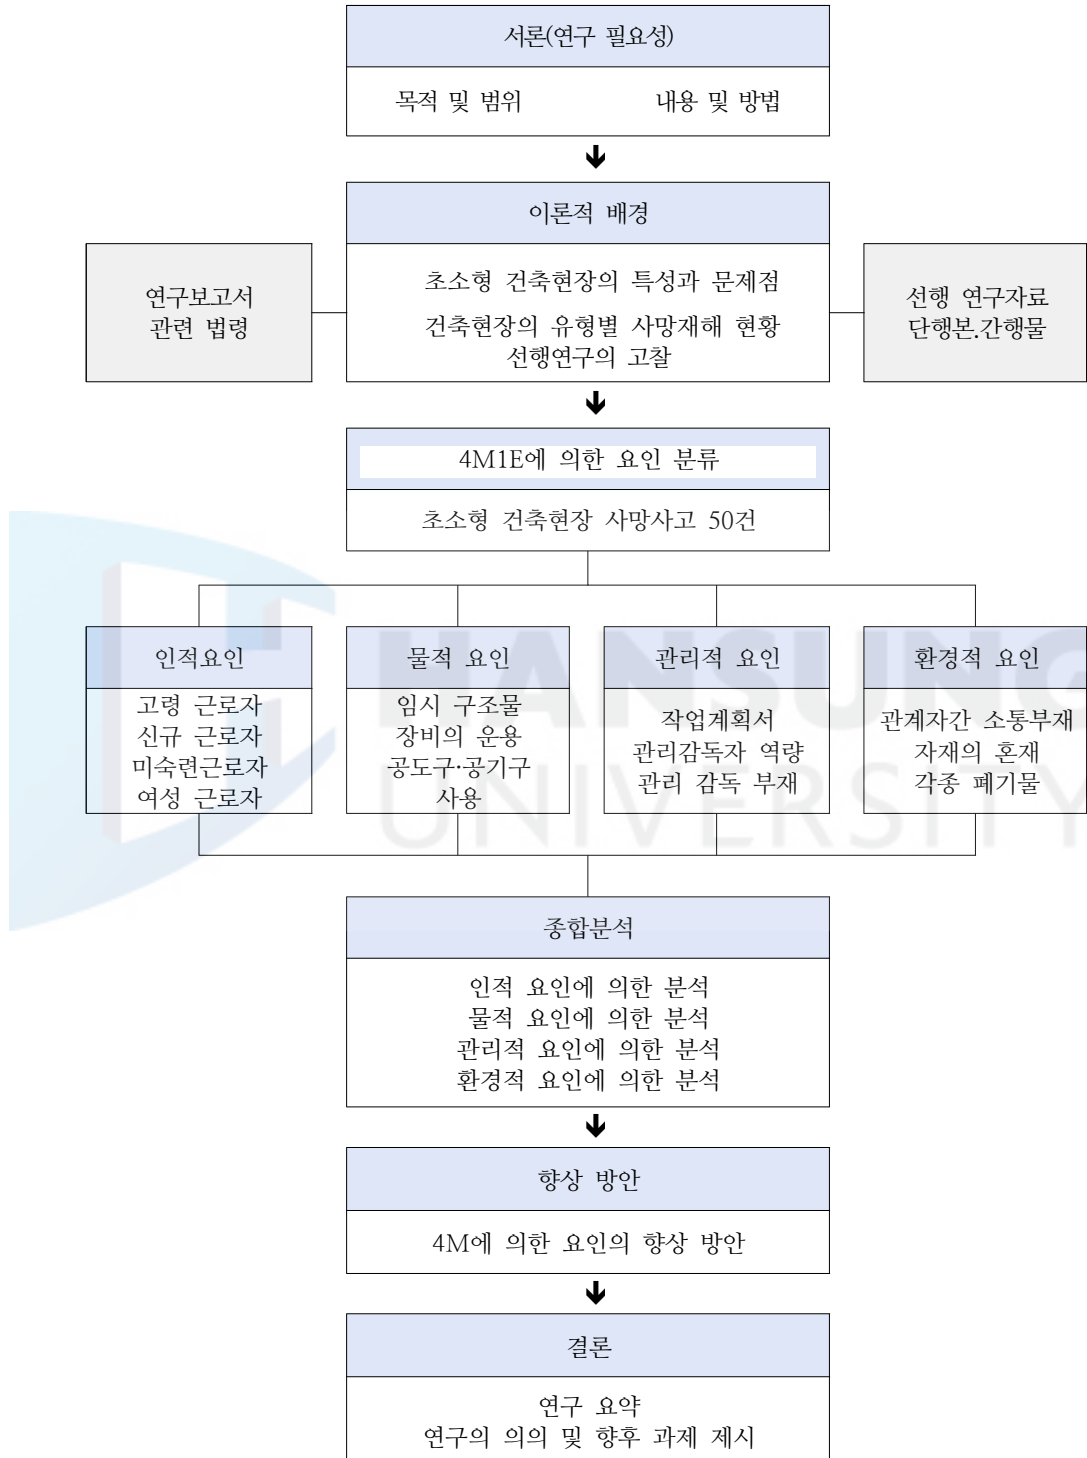 서론(연구 필요성)
목적 및 범위 내용 및 방법
이론적 배경
연구보고서
관련 법령
초소형 건축현장의 특성과 문제점
건축현장의 유형별 사망재해 현황
선행연구의 고찰
선행 연구자료
단행본.간행물
4M1E에 의한 요인 분류
초소형 건축현장 사망사고 50건
인적요인
고령 근로자
신규 근로자
미숙련근로자
여성 근로자
물적 요인
임시 구조물
장비의 운용
공도구·공기구
사용
관리적 요인
작업계획서
관리감독자 역량
관리 감독 부재
환경적 요인
관계자간 소통부재
자재의 혼재
각종 폐기물
HANSUNG
UNIVERSITY
종합분석
인적 요인에 의한 분석
물적 요인에 의한 분석
관리적 요인에 의한 분석
환경적 요인에 의한 분석
향상 방안
4M에 의한 요인의 향상 방안
결론
연구 요약
연구의 의의 및 향후 과제 제시